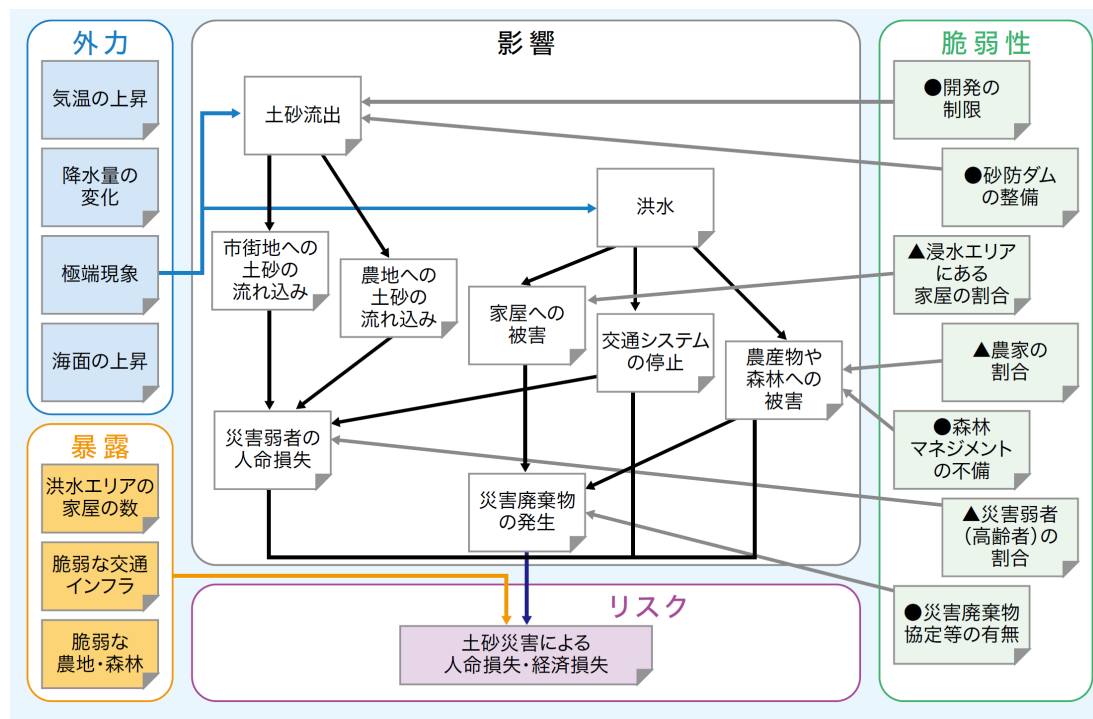 外力
気温の上昇
降水量の
変化
極端現象
海面の上昇
暴露
洪水エリアの
家屋の数
脆弱な交通
インフラ
脆弱な
農地・森林
影響
土砂流出
洪水
市街地への
土砂の
流れ込み
農地への
土砂の
流れ込み
家屋への
被害
交通システム
の停止
農産物や
森林への
被害
災害弱者の
人命損失
災害廃棄物
の発生
リスク
土砂災害による
人命損失・経済損失
脆弱性
●開発の
制限
●砂防ダム
の整備
▲浸水エリア
にある
家屋の割合
▲農家の
割合
●森林
マネジメント
の不備
▲災害弱者
（高齢者）の
割合
●災害廃棄物
協定等の有無